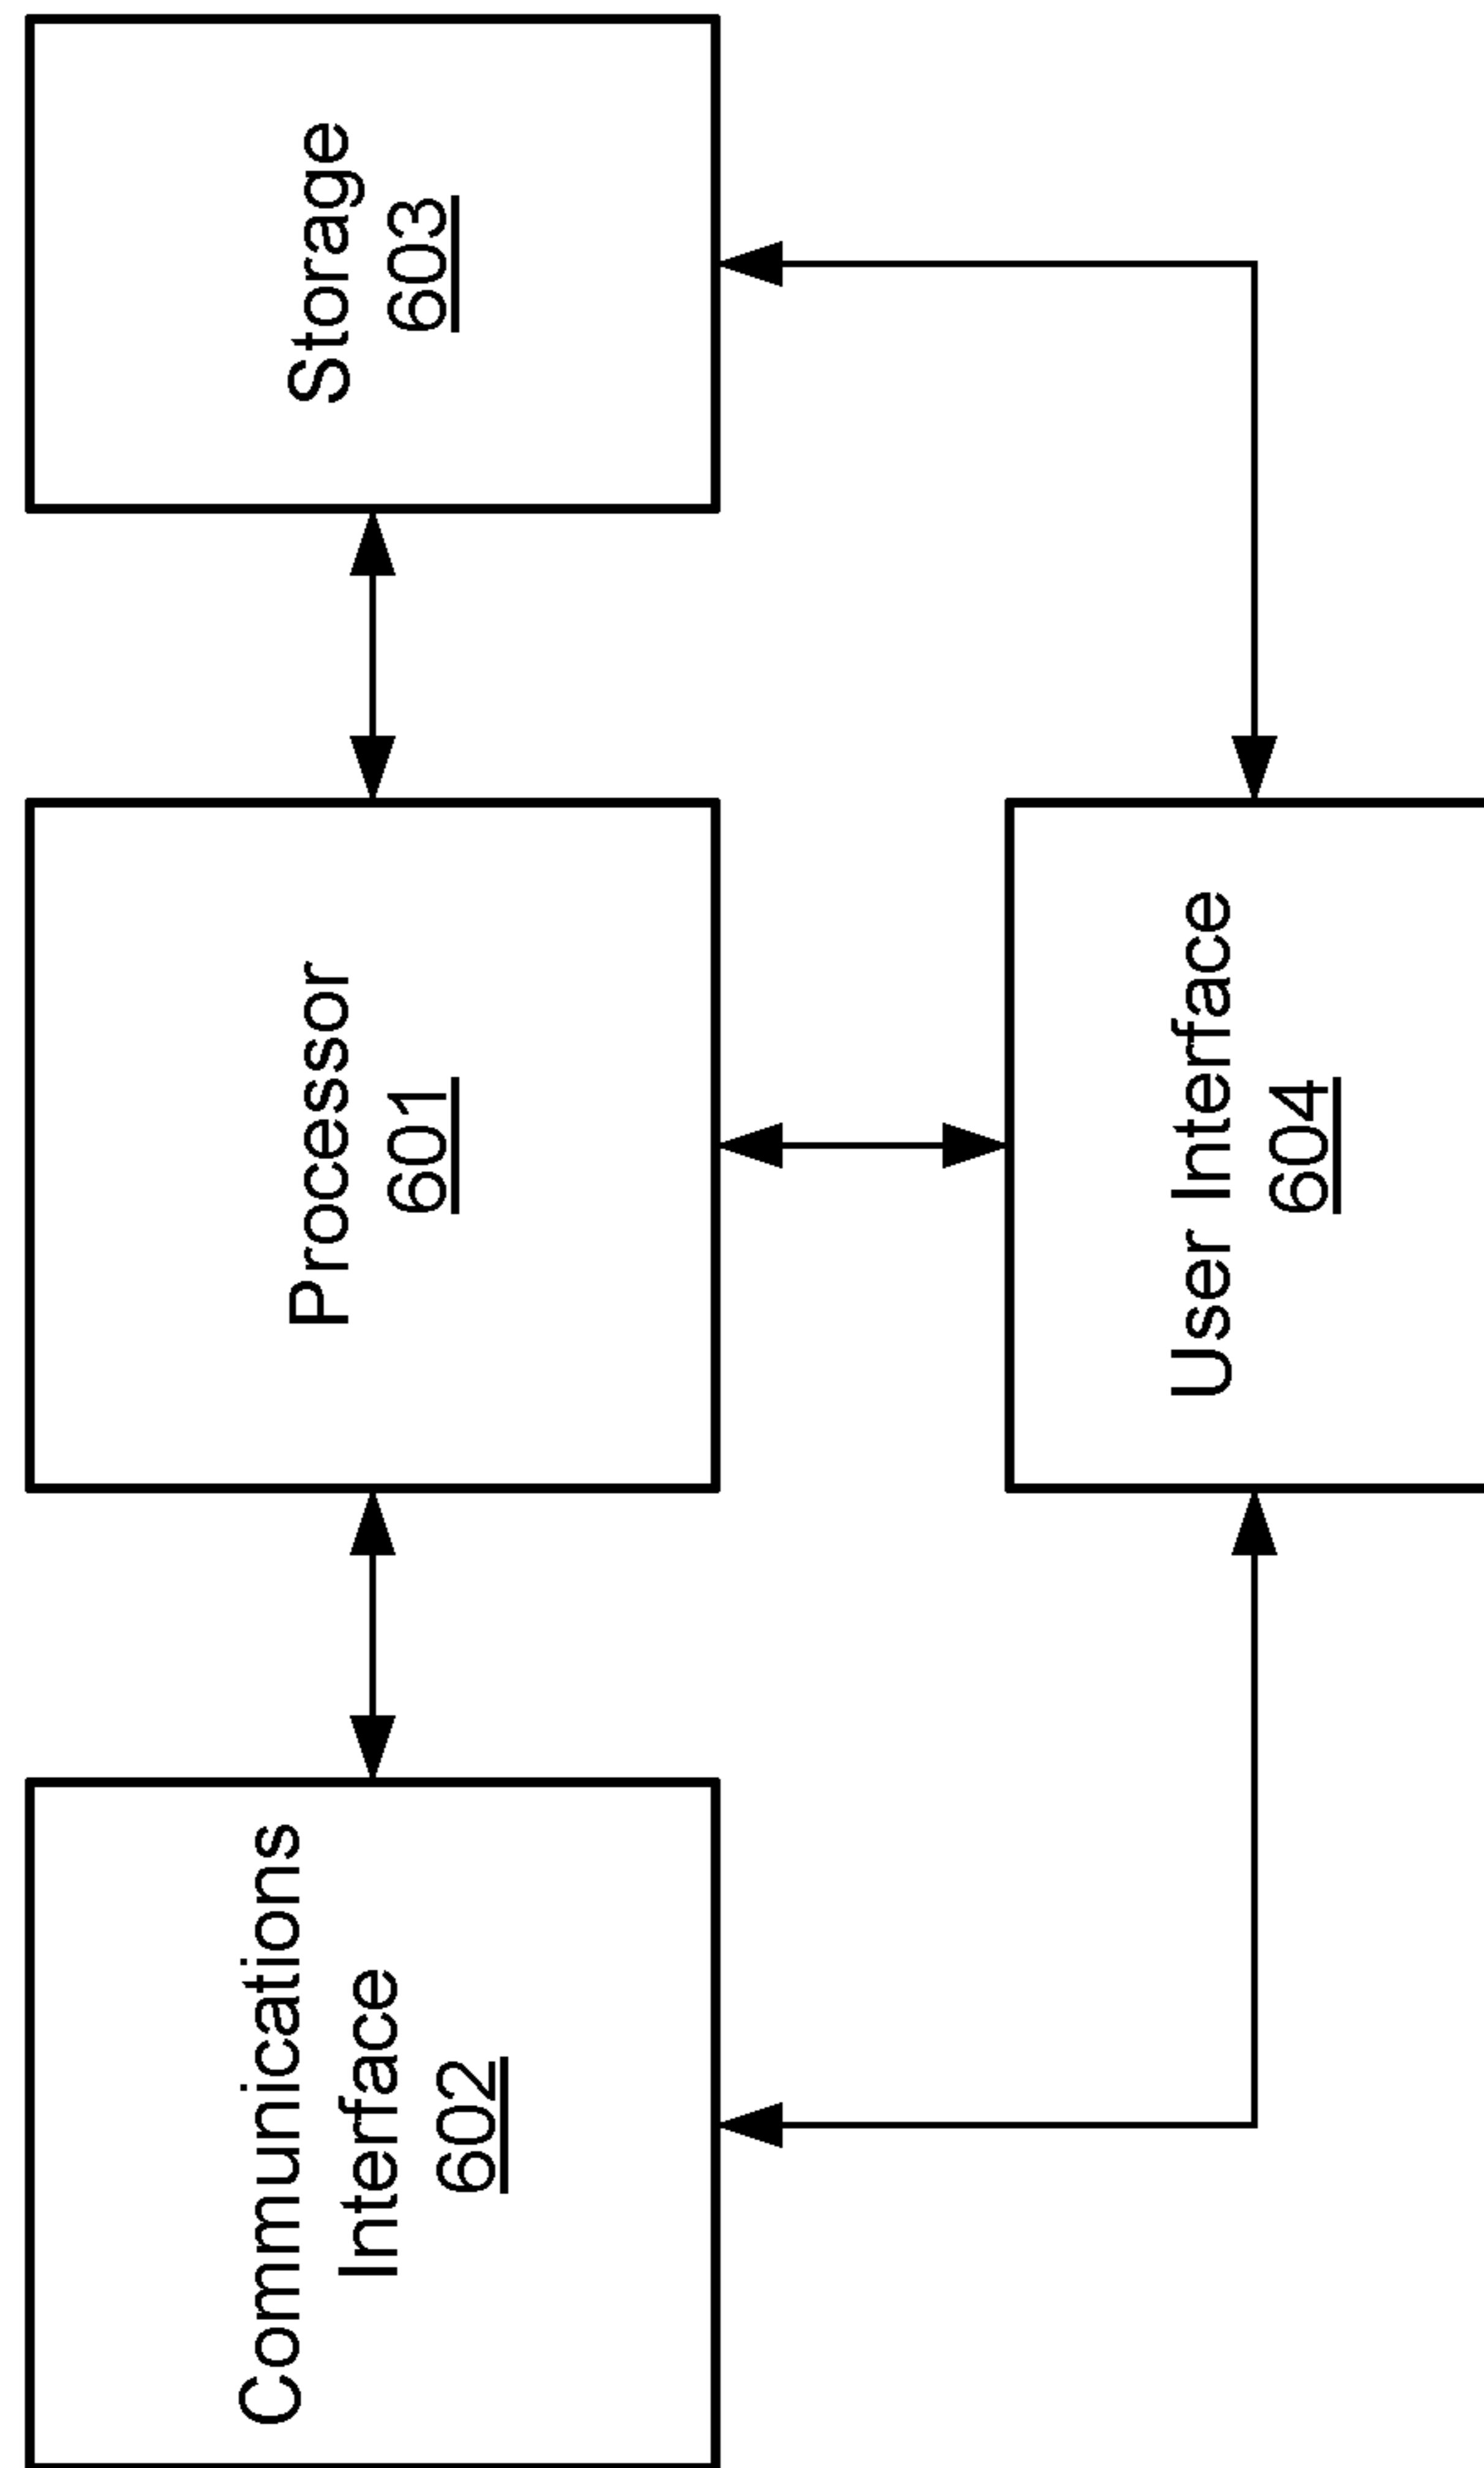 Communications
Interface
602
Processor
601
Storage
603
User Interface
604